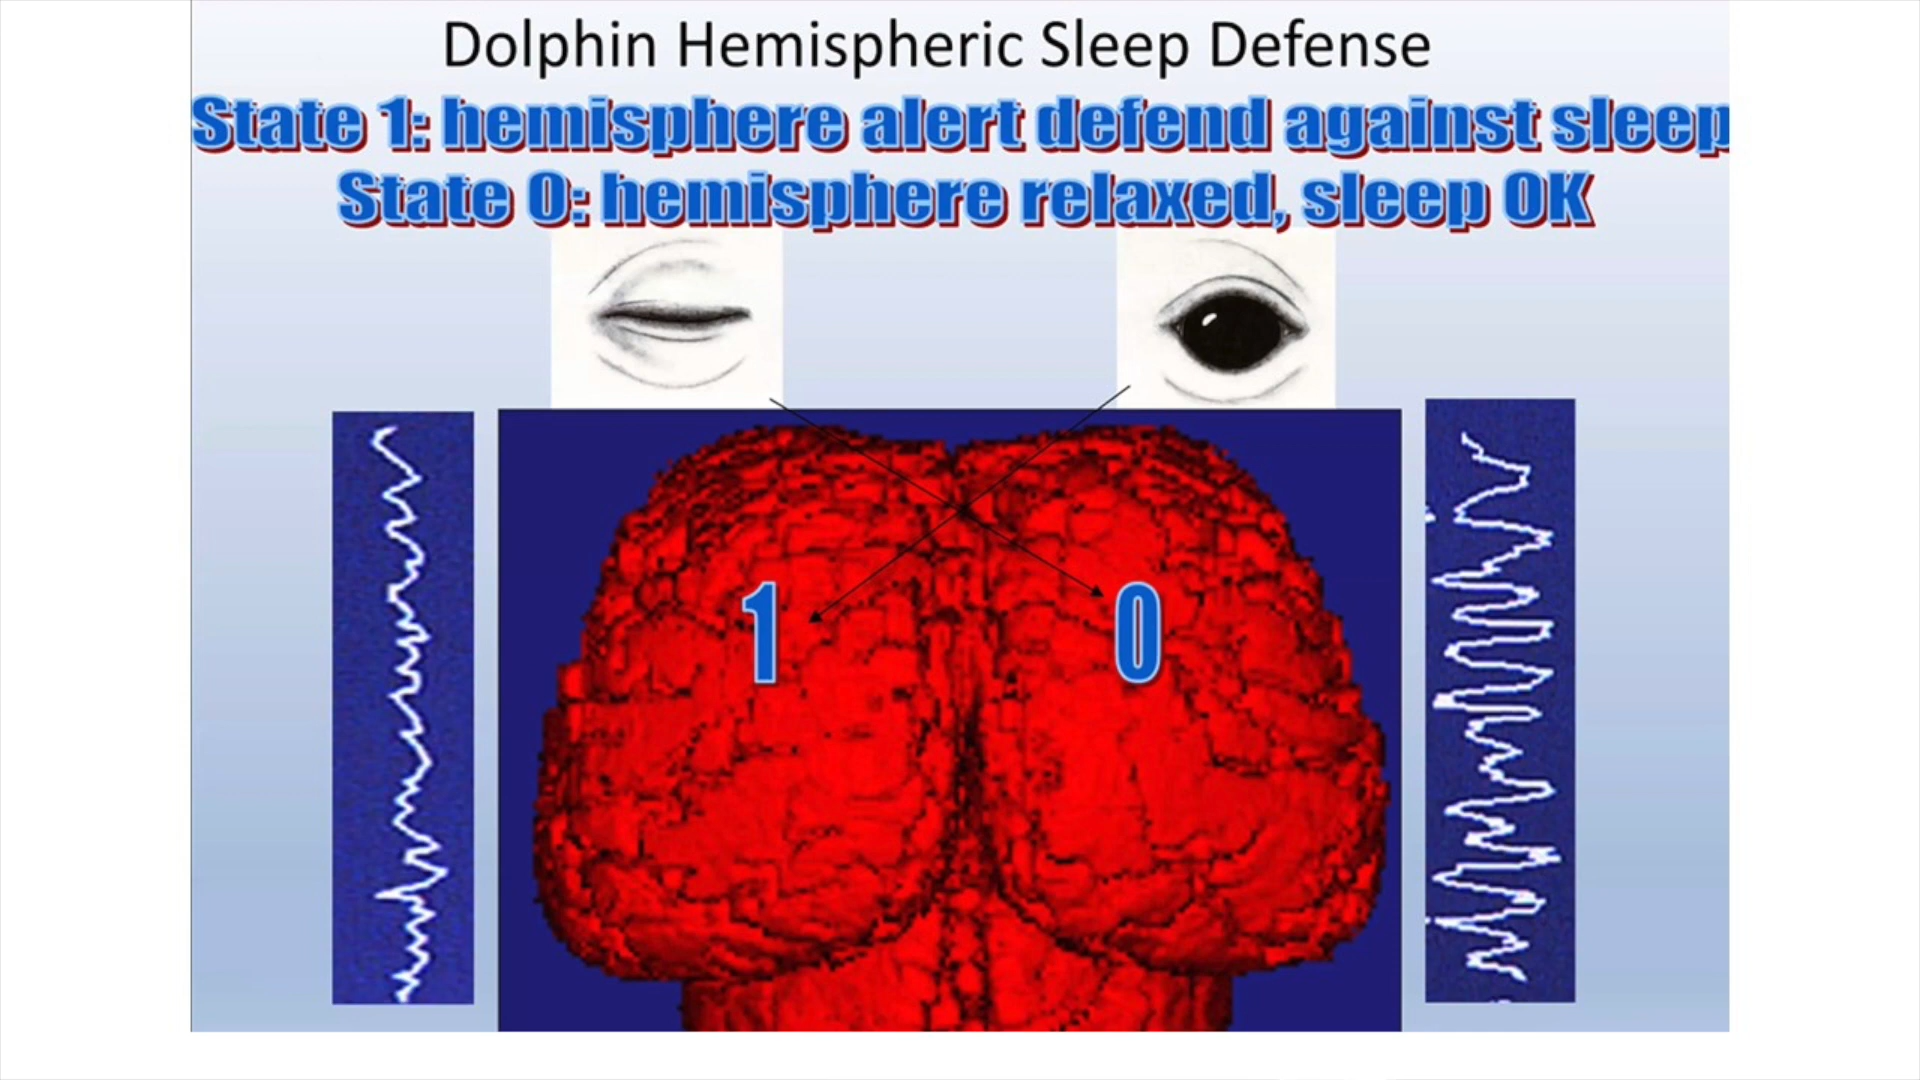 Dolphin Hemispheric Sleep Defense
State 1: hemisphere alert defend against sleep
State 0: hemisphere relaxed, sleep OK
1 0